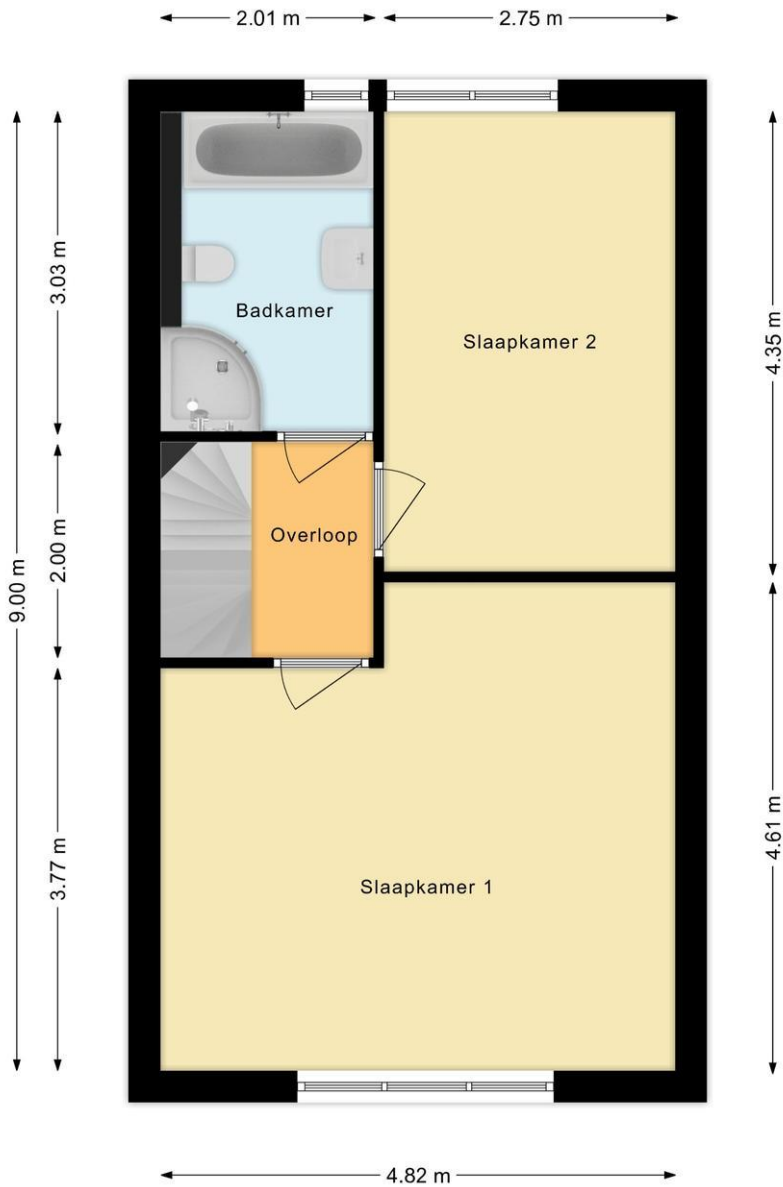 2.01 m
2.75 m
3.03 m
4.35 m
Badkamer
Slaapkamer 2
2.00 m
9.00 m
Overloop
3.77 m
4.61 m
Slaapkamer 1
4.82 m